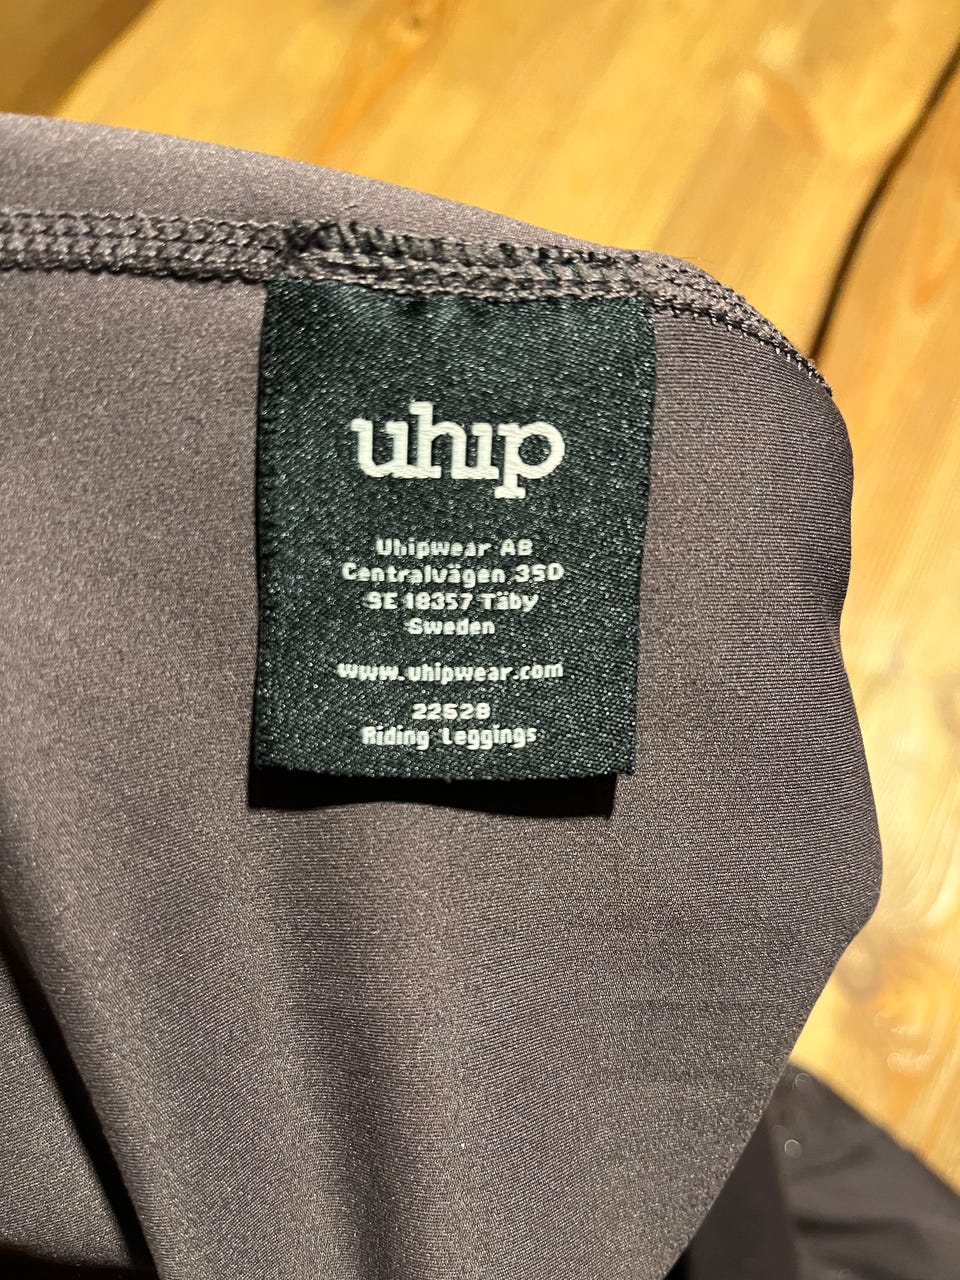 uhip
Uhipwear AB
Centralvägen 35D
SE 18357 Täby
Sweden
www.uhipwear.com
22528
Riding Leggings